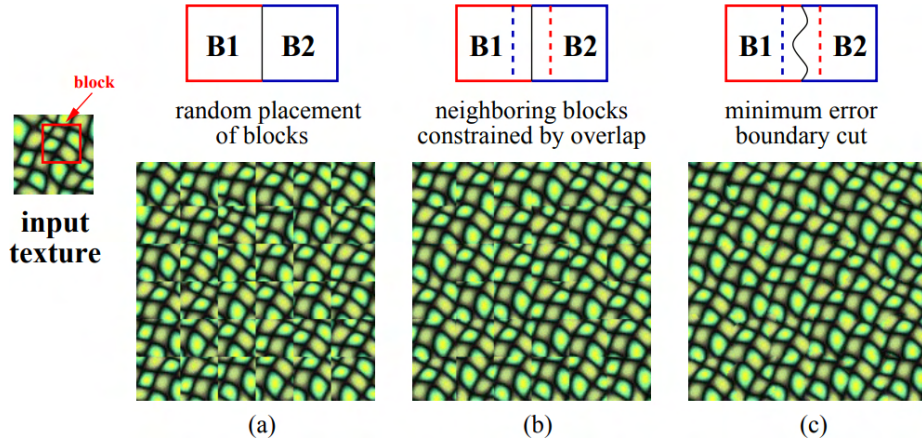 B1 B2
B1 B2
B1 B2
block
random placement
of blocks
neighboring blocks
constrained by overlap
minimum error
boundary cut
input
texture
(a)
(b)
(c)